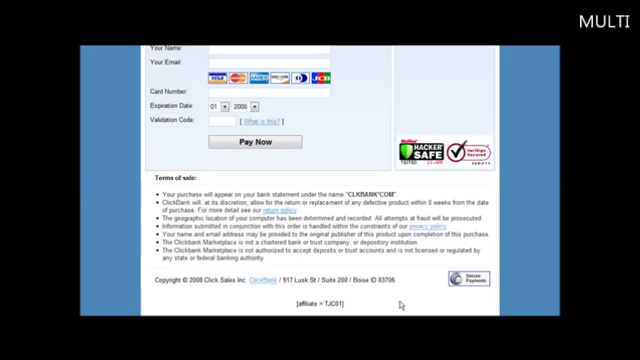 MULTI
Your Name:
Your Email:
VISA MasterCard AMEX DISCOVER JCB
Card Number:
Expiration Date: 01 2008
Validation Code: [ What is this? ]
Pay Now
McAfee HACKER SAFE TESTED 23-APR VeriSign Secured VERIFY
Terms of sale:
Your purchase will appear on your bank statement under the name "CLKBANK*COM".
ClickBank will, at its discretion, allow for the return or replacement of any defective product within 8 weeks from the date
of purchase. For more detail see our return policy.
The geographic location of your computer has been determined and recorded. All attempts at fraud will be prosecuted.
Information submitted in connection with this order is handled within the constraints of our privacy policy.
Your name and email address may be provided to the original publisher of this product upon completion of this purchase.
The Clickbank Marketplace is not a chartered bank or trust company, or depository institution.
The Clickbank Marketplace is not authorized to accept deposits or trust accounts and is not licensed or regulated by
any state or federal banking authority.
Copyright © 2008 Click Sales Inc. ClickBank / 917 Lusk St / Suite 200 / Boise ID 83706.
Secure
Payments
[affiliate = TJC01]